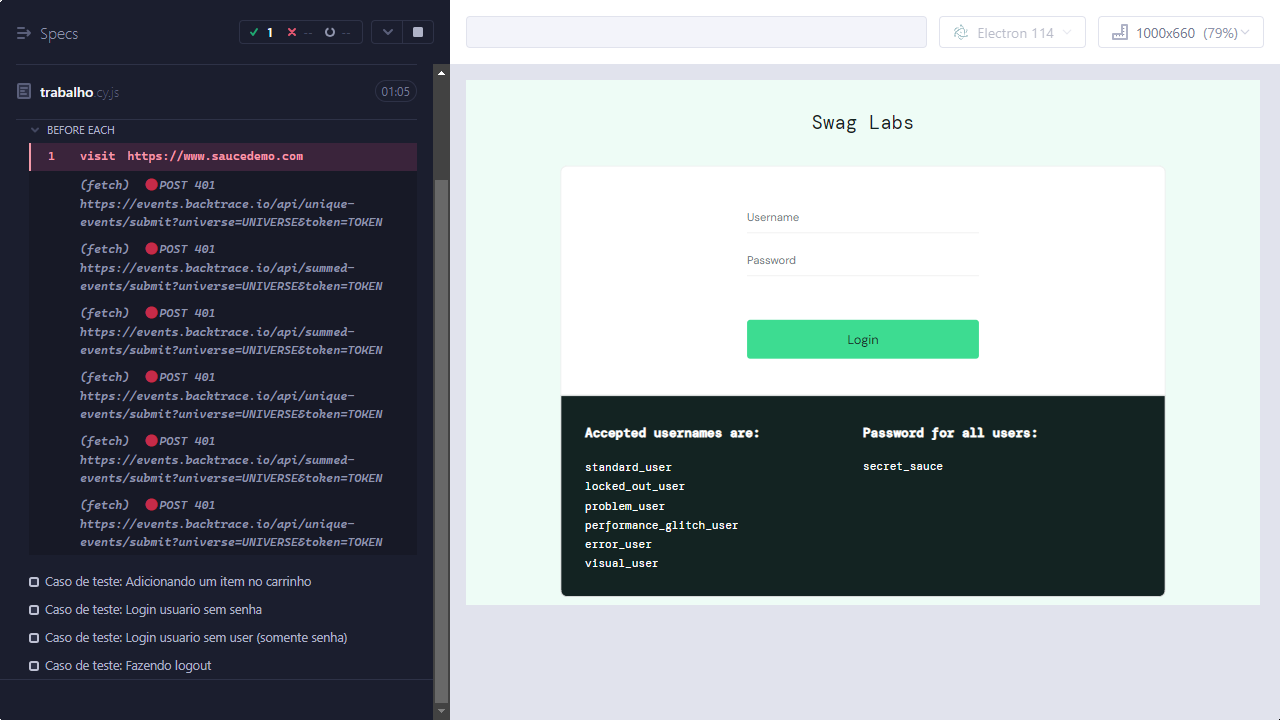 Specs
1 -- --
trabalho.cy.js
01:05
BEFORE EACH
1 visit https://www.saucedemo.com
(fetch) POST 401
https://events.backtrace.io/api/unique-
events/submit?universe=UNIVERSE&token=TOKEN
(fetch) POST 401
https://events.backtrace.io/api/summed-
events/submit?universe=UNIVERSE&token=TOKEN
(fetch) POST 401
https://events.backtrace.io/api/summed-
events/submit?universe=UNIVERSE&token=TOKEN
(fetch) POST 401
https://events.backtrace.io/api/unique-
events/submit?universe=UNIVERSE&token=TOKEN
(fetch) POST 401
https://events.backtrace.io/api/summed-
events/submit?universe=UNIVERSE&token=TOKEN
(fetch) POST 401
https://events.backtrace.io/api/unique-
events/submit?universe=UNIVERSE&token=TOKEN
Caso de teste: Adicionando um item no carrinho
Caso de teste: Login usuario sem senha
Caso de teste: Login usuario sem user (somente senha)
Caso de teste: Fazendo logout
Electron 114
1000x660 (79%)
Swag Labs
Username
Password
Login
Accepted usernames are:
standard_user
locked_out_user
problem_user
performance_glitch_user
error_user
visual_user
Password for all users:
secret_sauce